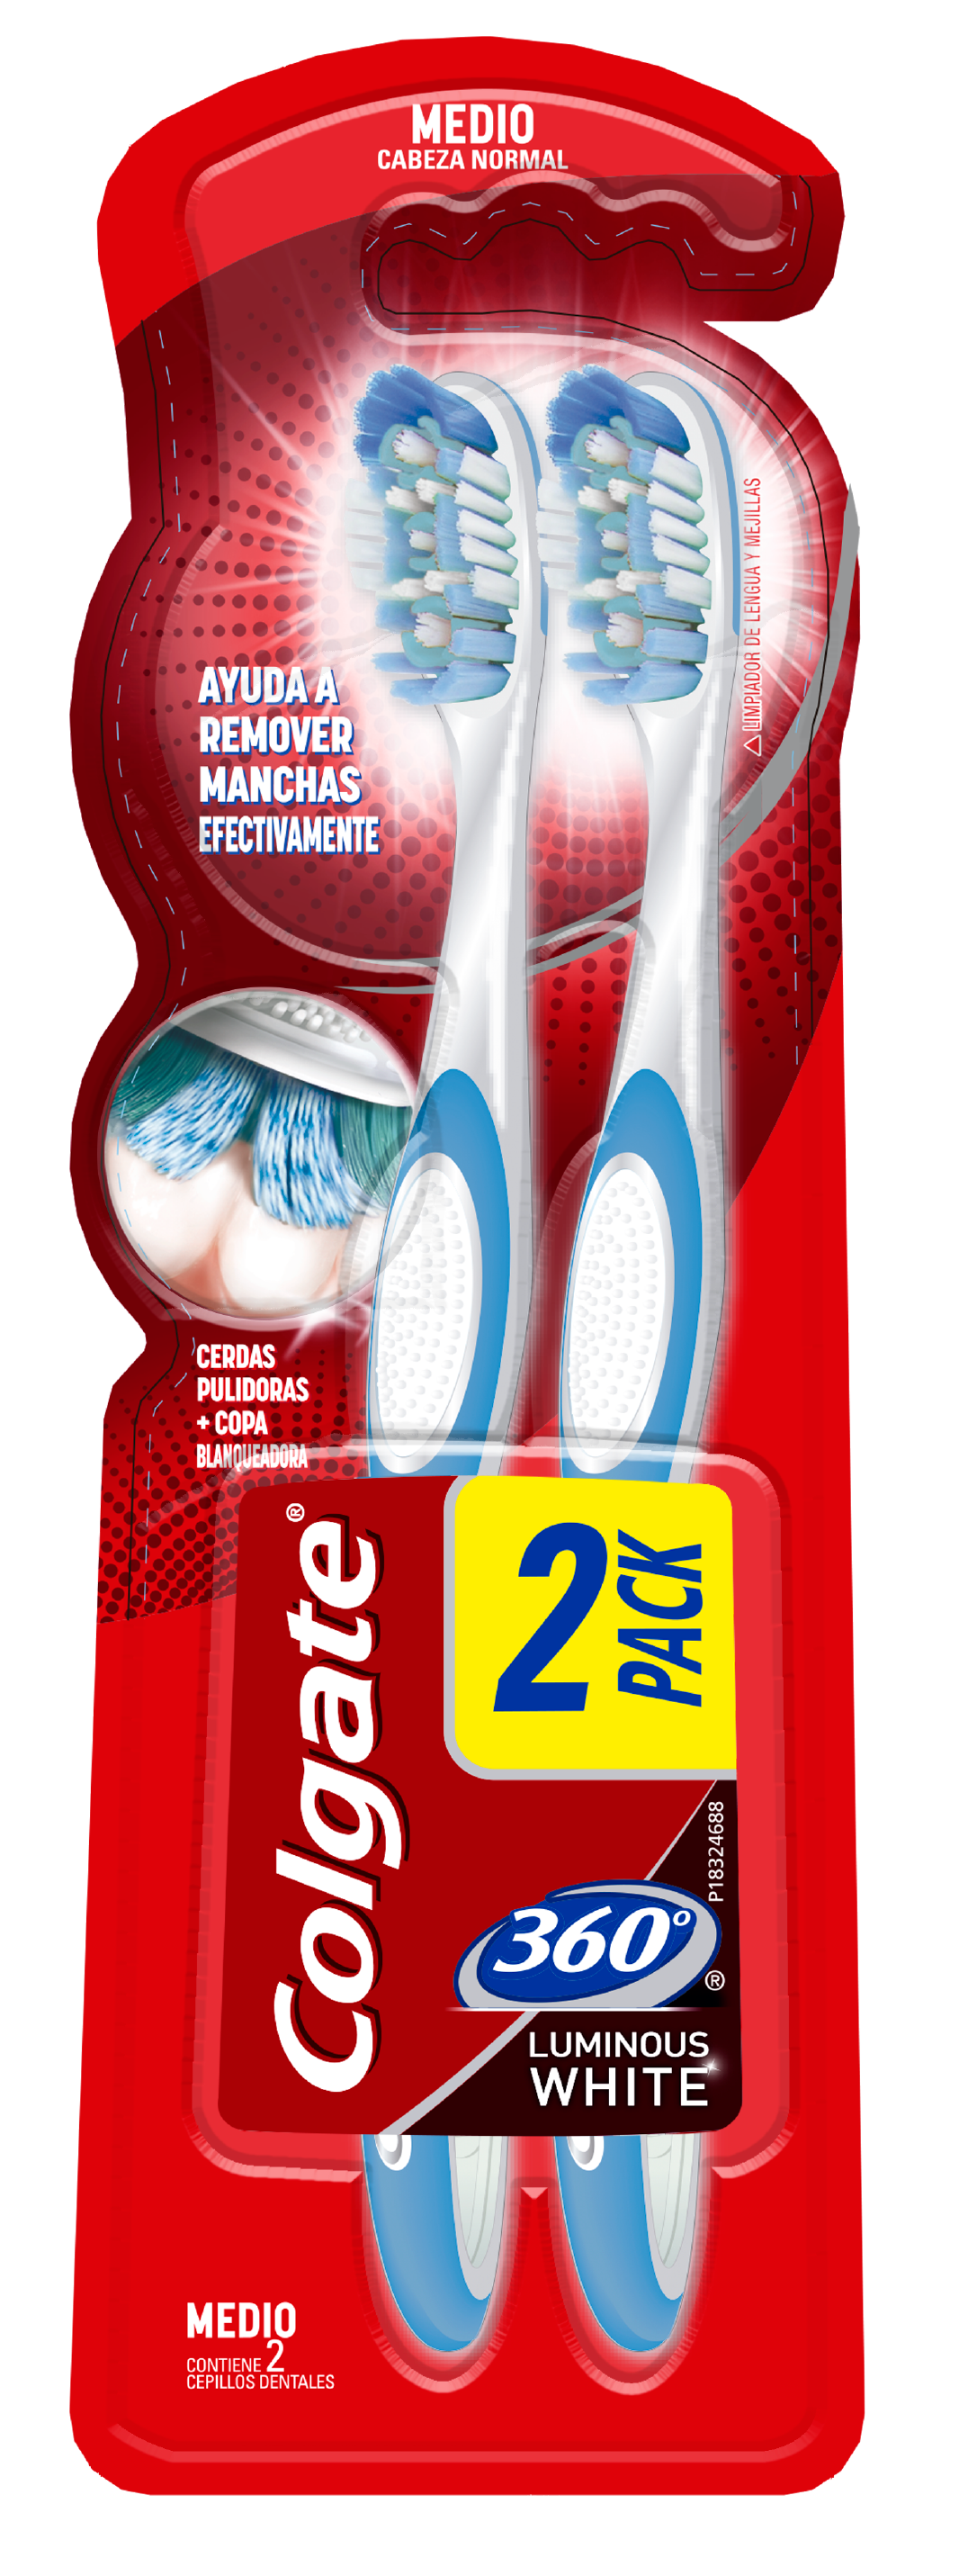 MEDIO
CABEZA NORMAL
LIMPIADOR DE LENGUA Y MEJILLAS
AYUDA A
REMOVER
MANCHAS
EFECTIVAMENTE
CERDAS
PULIDORAS
+ COPA
BLANQUEADORA
Colgate®
2
PACK
P18324688
360°®
LUMINOUS
WHITE
MEDIO
CONTIENE 2
CEPILLOS DENTALES